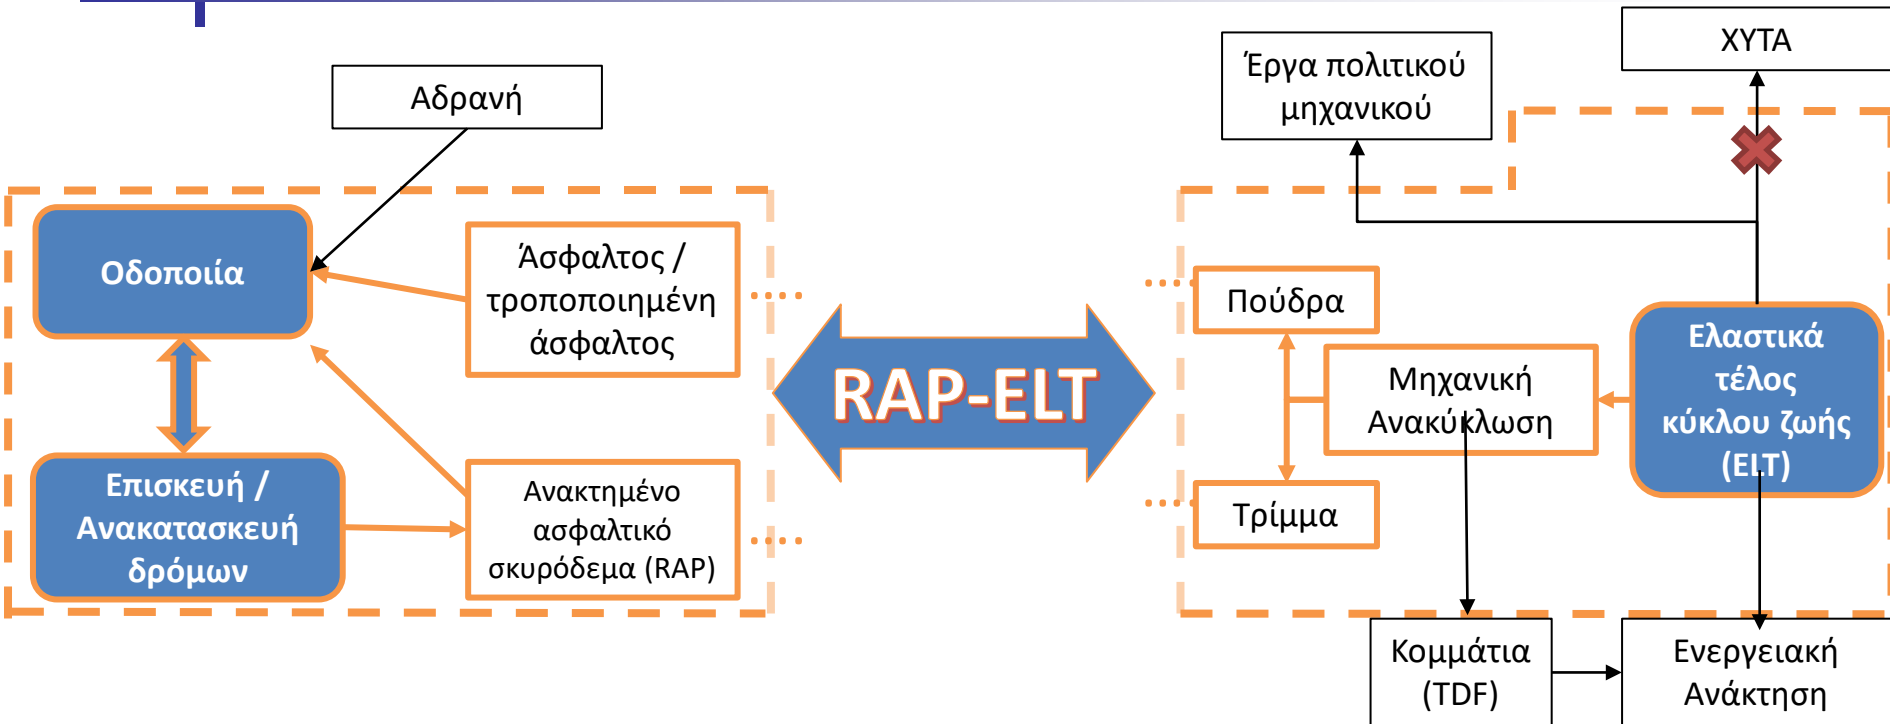 Αδρανή
Οδοποιία
Άσφαλτος /
τροποποιημένη
άσφαλτος
Επισκευή /
Ανακατασκευή
δρόμων
Ανακτημένο
ασφαλτικό
σκυρόδεμα (RAP)
RAP-ELT
Έργα πολιτικού
μηχανικού
ΧΥΤΑ
Πούδρα
Μηχανική
Ανακύκλωση
Τρίμμα
Ελαστικά
τέλος
κύκλου ζωής
(ELT)
Κομμάτια
(TDF)
Ενεργειακή
Ανάκτηση